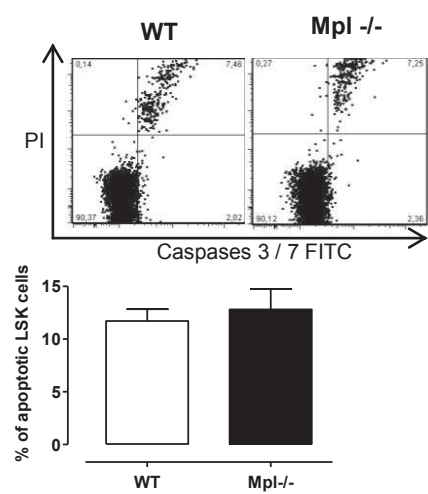 WT Mpl -/-
0,14 7,46 0,27 7,25
PI
90,37 2,02 90,12 2,36
Caspases 3 / 7 FITC
% of apoptotic LSK cells
15
10
5
0
WT Mpl-/-